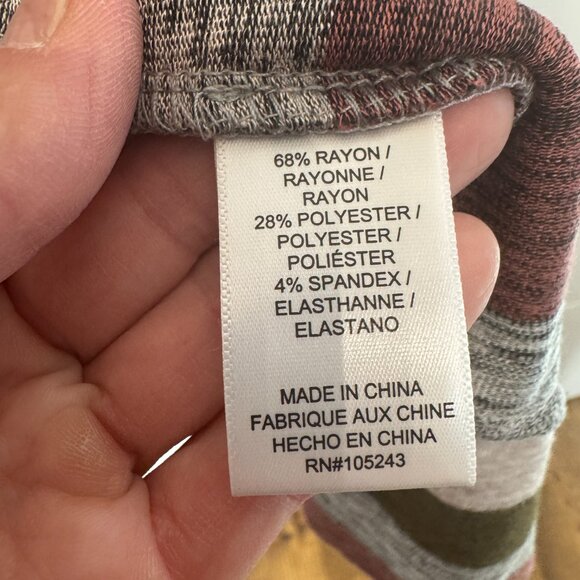 68% RAYON /
RAYONNE /
RAYON
28% POLYESTER /
POLYESTER /
POLIÉSTER
4% SPANDEX /
ELASTHANNE /
ELASTANO
MADE IN CHINA
FABRIQUE AUX CHINE
HECHO EN CHINA
RN#105243